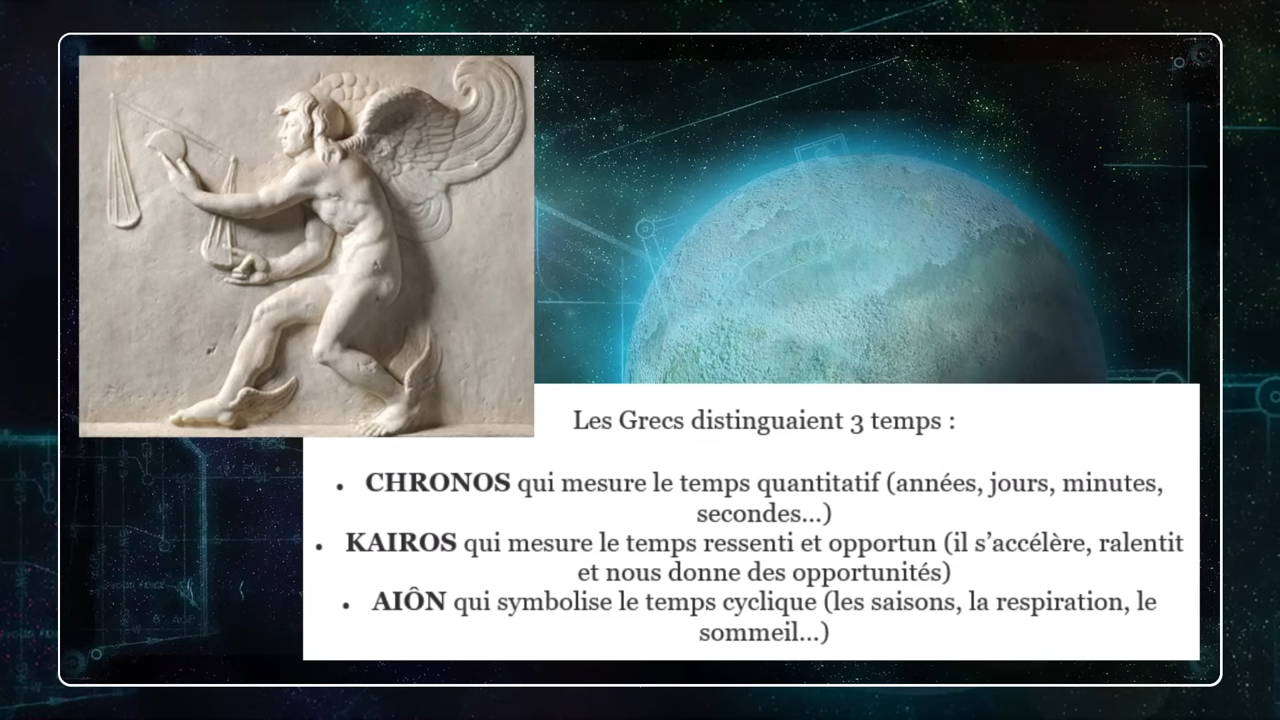 Les Grecs distinguaient 3 temps :
• CHRONOS qui mesure le temps quantitatif (années, jours, minutes,
secondes...)
• KAIROS qui mesure le temps ressenti et opportun (il s’accélère, ralentit
et nous donne des opportunités)
• AIÔN qui symbolise le temps cyclique (les saisons, la respiration, le
sommeil...)